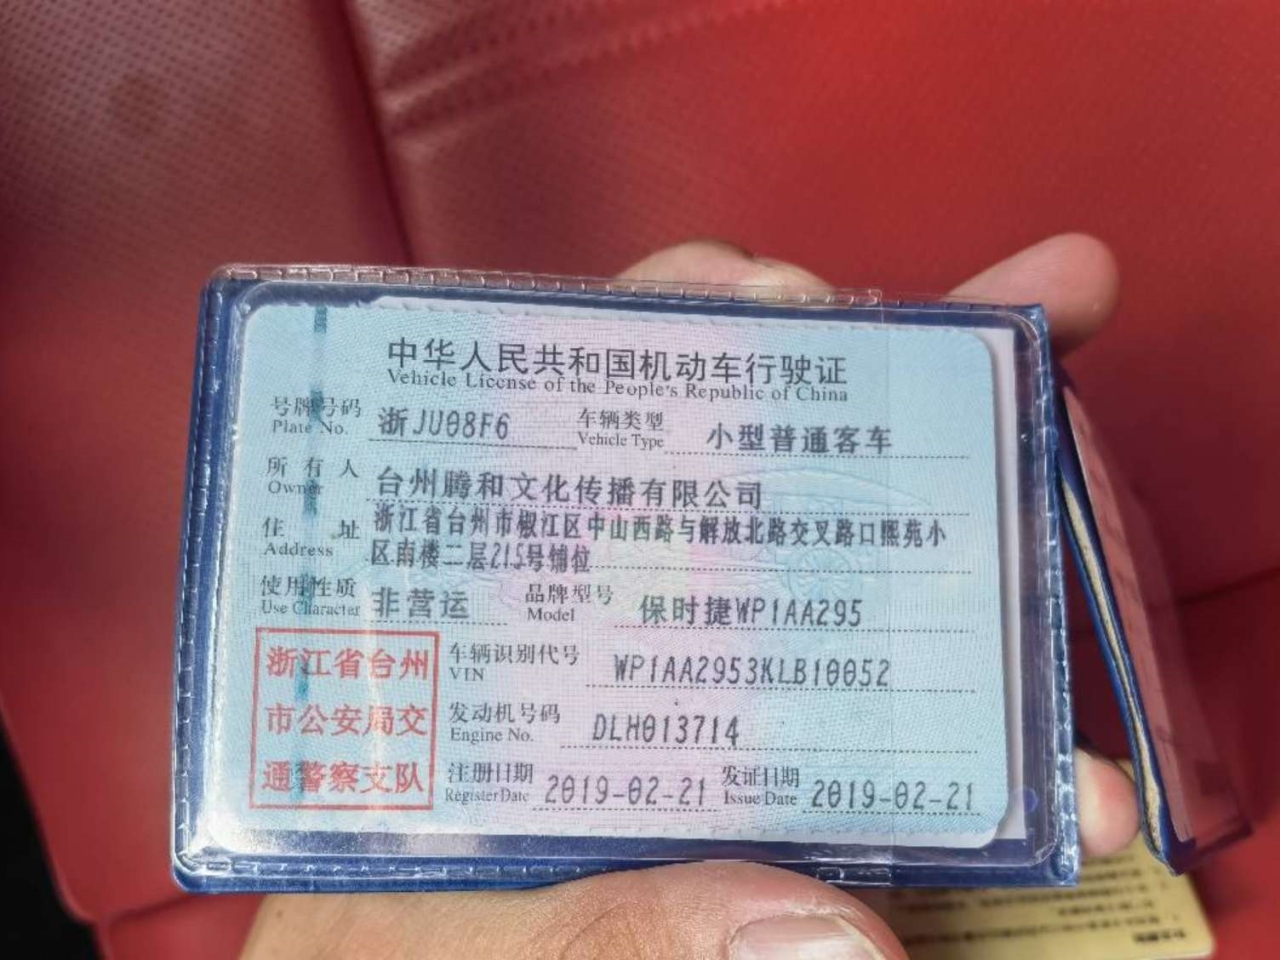 中华人民共和国机动车行驶证
Vehicle License of the People's Republic of China
号牌号码 浙JU08F6 车辆类型 小型普通客车
Plate No. Vehicle Type
所有人 台州腾和文化传播有限公司
Owner
住址 浙江省台州市椒江区中山西路与解放北路交叉路口熙苑小
Address 区南楼二层215号铺位
使用性质 非营运 品牌型号 保时捷WP1AA295
Use Character Model
浙江省台州
市公安局交
通警察支队
车辆识别代号 WP1AA2953KLB10052
VIN
发动机号码 DLH013714
Engine No.
注册日期 2019-02-21 发证日期 2019-02-21
Register Date Issue Date